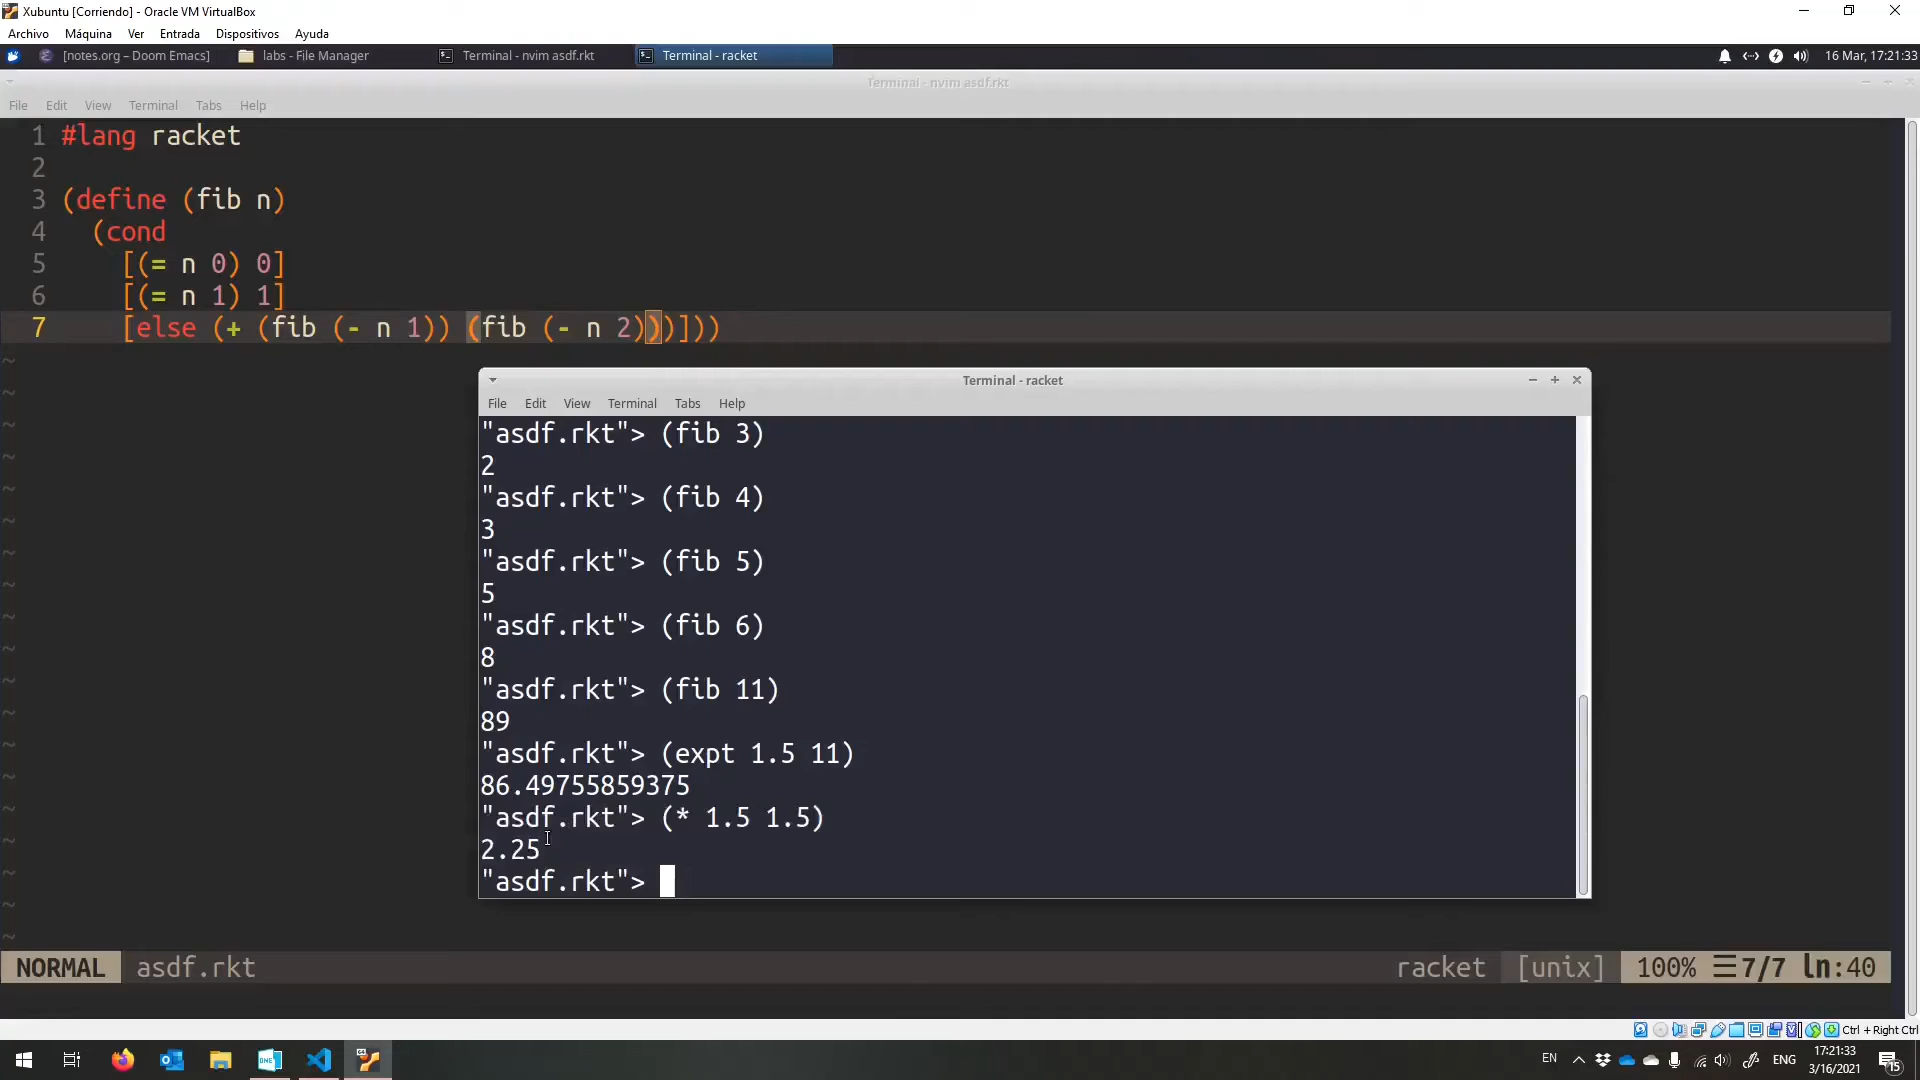 Xubuntu [Corriendo] - Oracle VM VirtualBox
Archivo Máquina Ver Entrada Dispositivos Ayuda
[notes.org – Doom Emacs] labs - File Manager Terminal - nvim asdf.rkt Terminal - racket 16 Mar, 17:21:33
Terminal - nvim asdf.rkt
File Edit View Terminal Tabs Help
1 #lang racket
2
3 (define (fib n)
4 (cond
5 [(= n 0) 0]
6 [(= n 1) 1]
7 [else (+ (fib (- n 1)) (fib (- n 2)))]))
Terminal - racket
File Edit View Terminal Tabs Help
"asdf.rkt"> (fib 3)
2
"asdf.rkt"> (fib 4)
3
"asdf.rkt"> (fib 5)
5
"asdf.rkt"> (fib 6)
8
"asdf.rkt"> (fib 11)
89
"asdf.rkt"> (expt 1.5 11)
86.49755859375
"asdf.rkt"> (* 1.5 1.5)
2.25
"asdf.rkt">
NORMAL asdf.rkt racket [unix] 100% ☰7/7 ln:40
Ctrl + Right Ctrl
EN ENG 17:21:33
3/16/2021 15